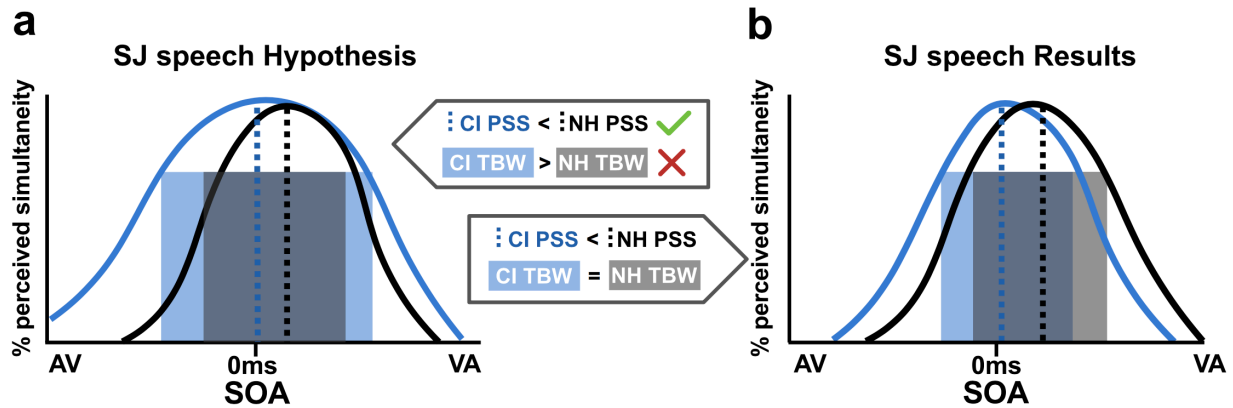 a
SJ speech Hypothesis
% perceived simultaneity
AV
0ms
VA
SOA
CI PSS < NH PSS
CI TBW > NH TBW
CI PSS < NH PSS
CI TBW = NH TBW
b
SJ speech Results
% perceived simultaneity
AV
0ms
VA
SOA